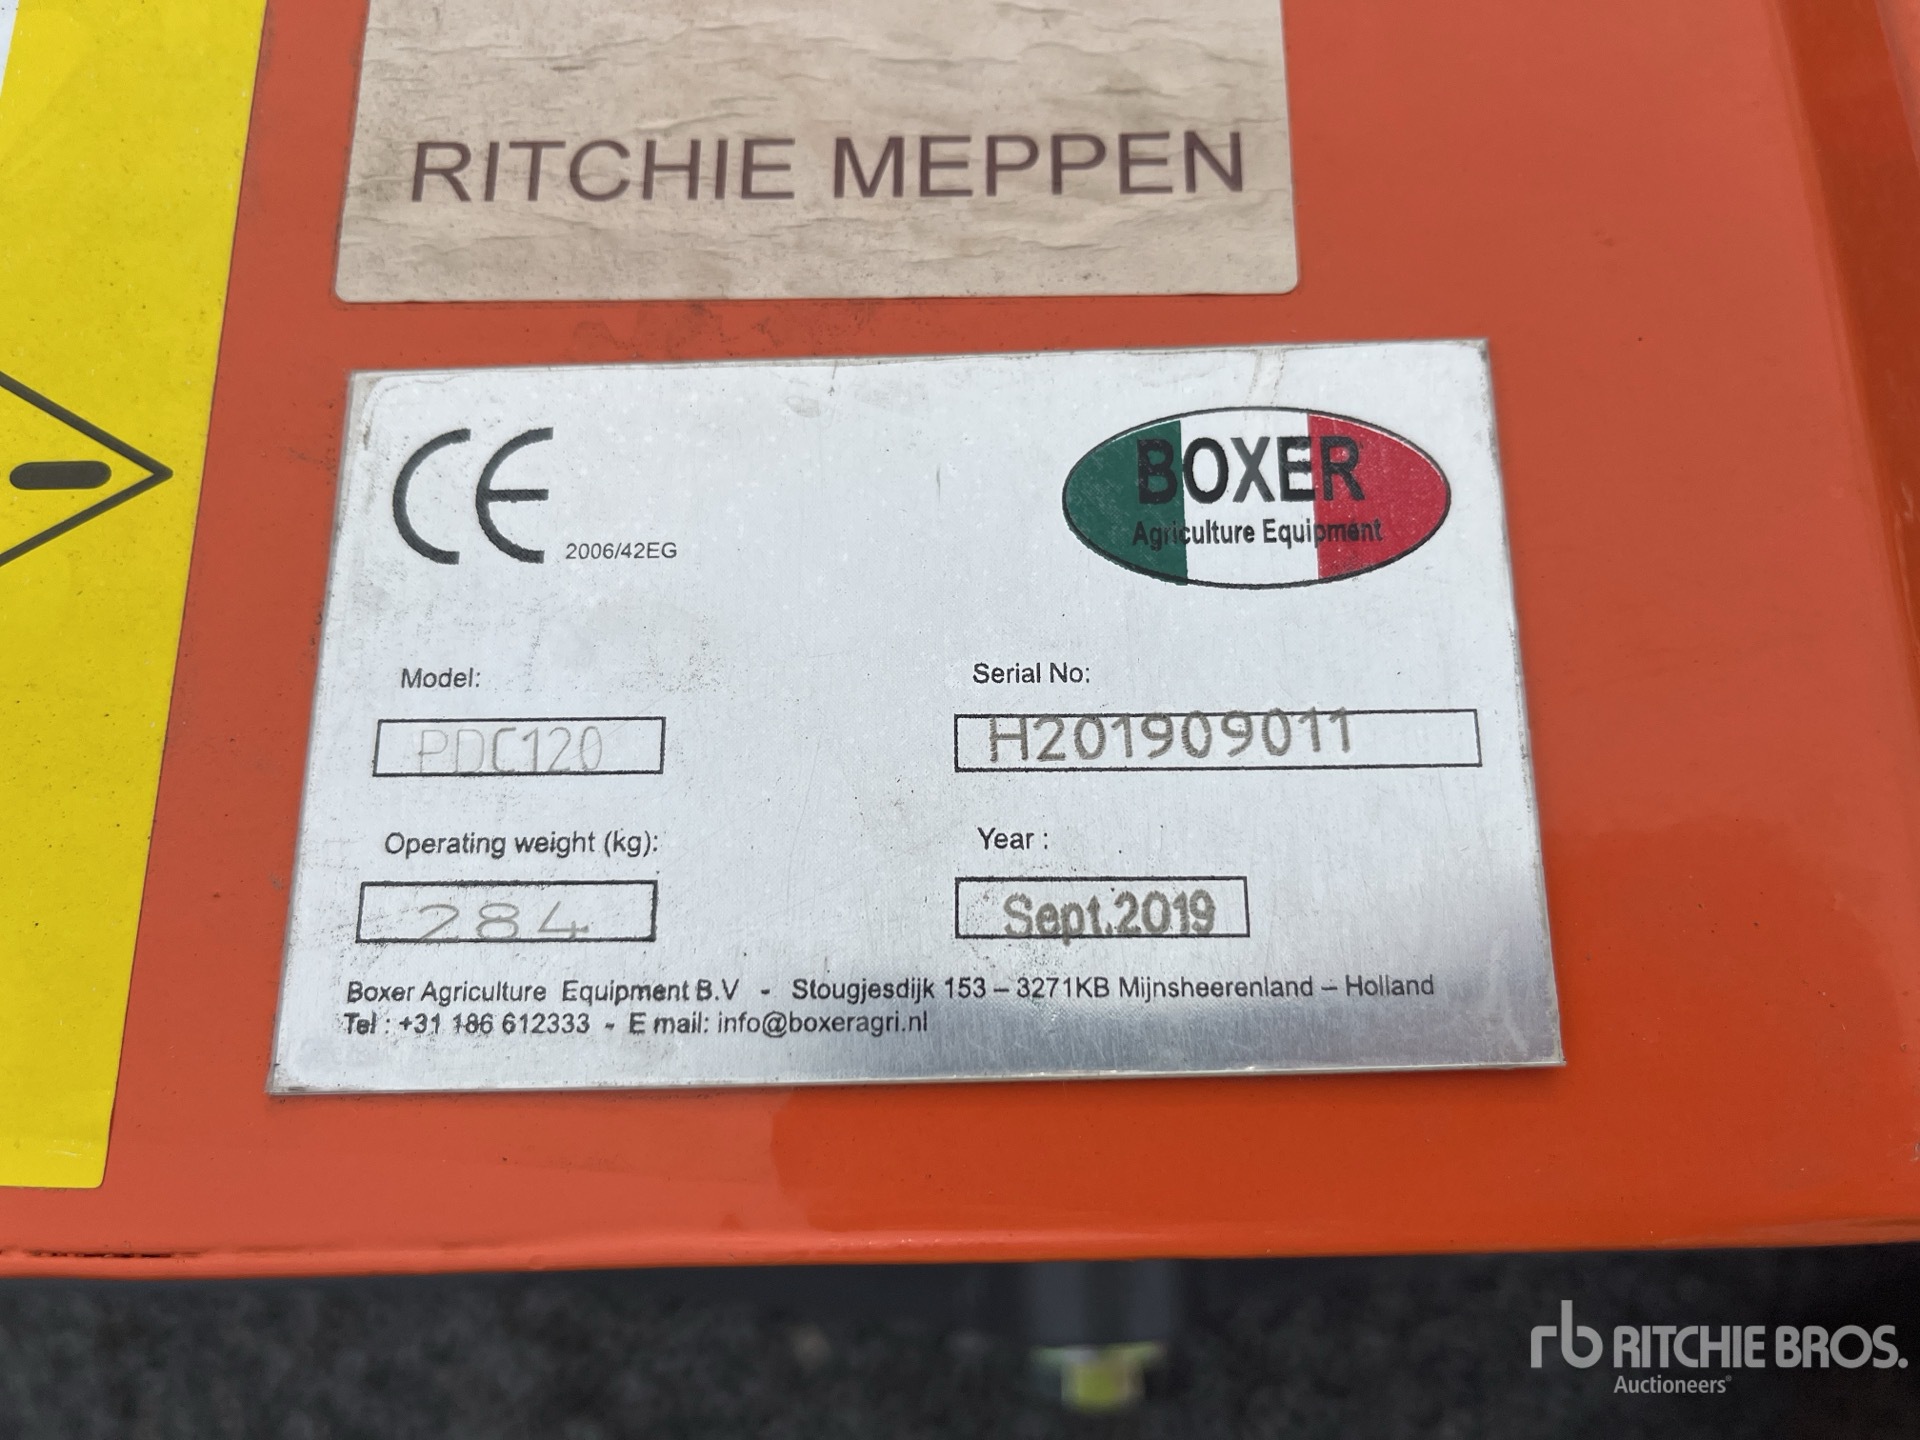 RITCHIE MEPPEN
CE 2006/42EG
BOXER
Agriculture Equipment
Model: Serial No:
PDC120 H201909011
Operating weight (kg): Year :
284 Sept.2019
Boxer Agriculture Equipment B.V - Stougjesdijk 153 – 3271KB Mijnsheerenland – Holland
Tel : +31 186 612333 - E mail: info@boxeragri.nl
rb RITCHIE BROS.
Auctioneers®